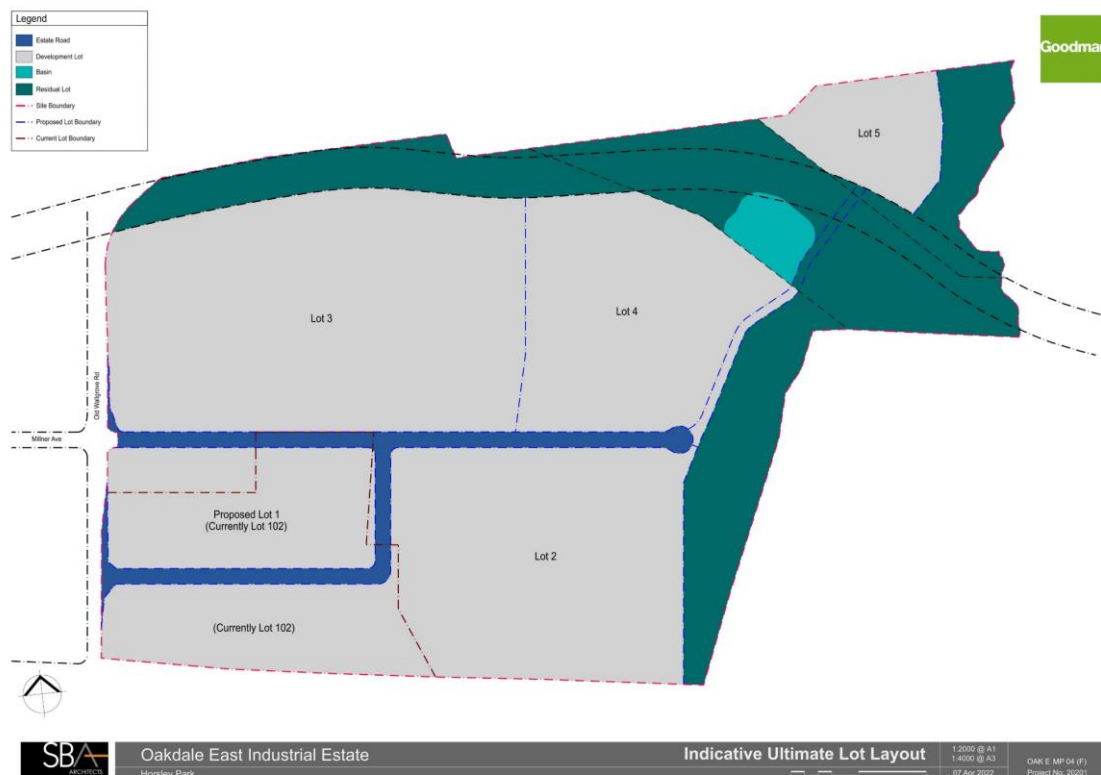 Legend
Estate Road
Development Lot
Basin
Residual Lot
Site Boundary
Proposed Lot Boundary
Current Lot Boundary
Goodman
Lot 5
Lot 3
Lot 4
Old Wallgrove Rd
Millner Ave
Proposed Lot 1
(Currently Lot 102)
Lot 2
(Currently Lot 102)
SBA
ARCHITECTS
Oakdale East Industrial Estate
Horsley Park
Indicative Ultimate Lot Layout
1:2000 @ A1
1:4000 @ A3
07 Apr 2022
OAK E MP 04 (F)
Project No: 20201